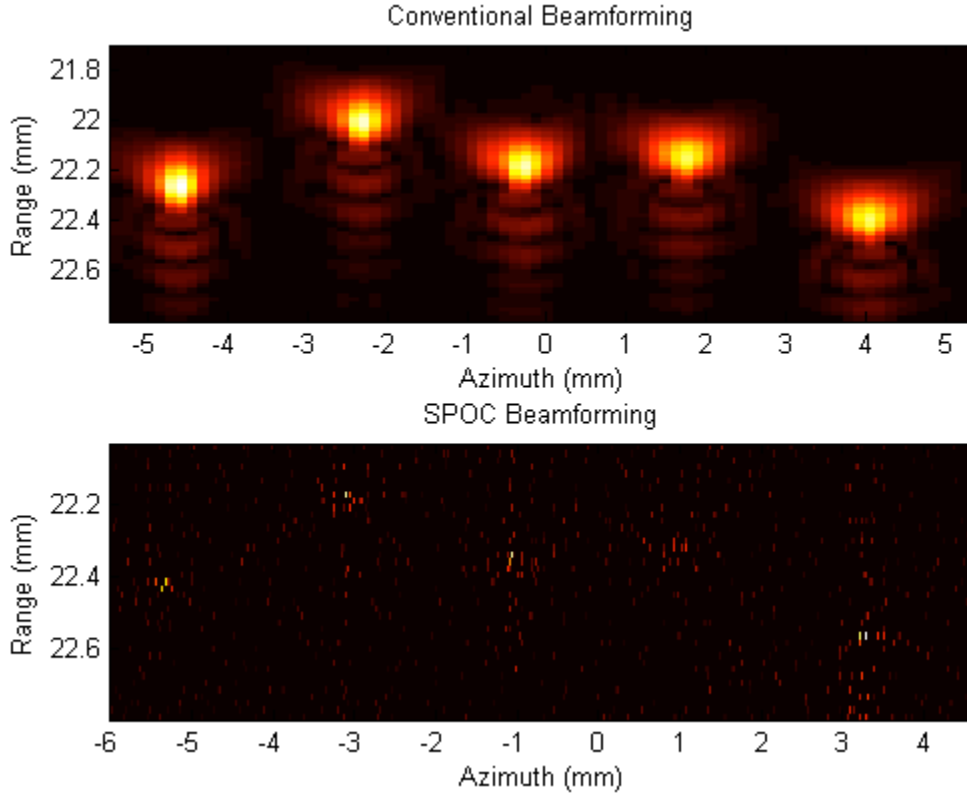 Conventional Beamforming
21.8
22
22.2
22.4
22.6
Range (mm)
-5 -4 -3 -2 -1 0 1 2 3 4 5
Azimuth (mm)
SPOC Beamforming
22.2
22.4
22.6
Range (mm)
-6 -5 -4 -3 -2 -1 0 1 2 3 4
Azimuth (mm)